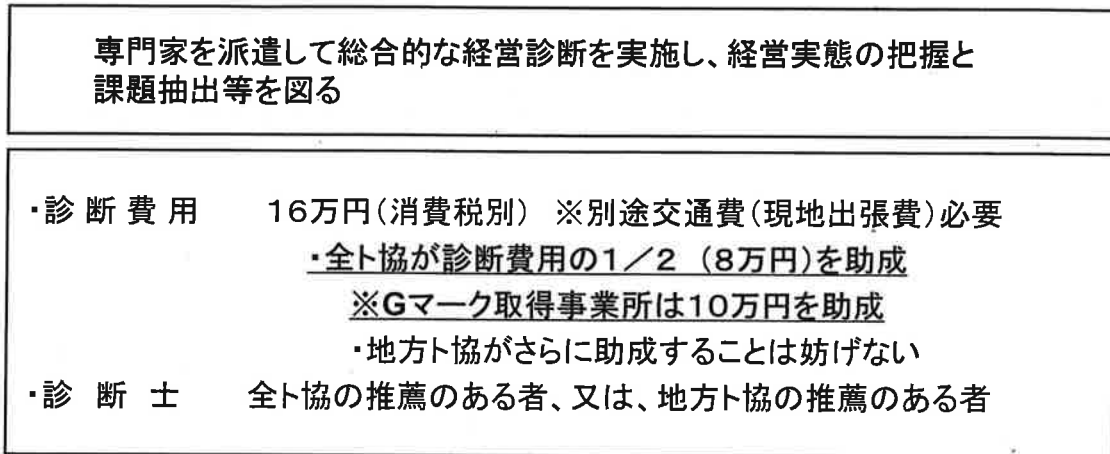 専門家を派遣して総合的な経営診断を実施し、経営実態の把握と
課題抽出等を図る
・診断費用 16万円(消費税別) ※別途交通費(現地出張費)必要
・全ト協が診断費用の1/2 (8万円)を助成
※Gマーク取得事業所は10万円を助成
・地方ト協がさらに助成することは妨げない
・診断士 全ト協の推薦のある者、又は、地方ト協の推薦のある者